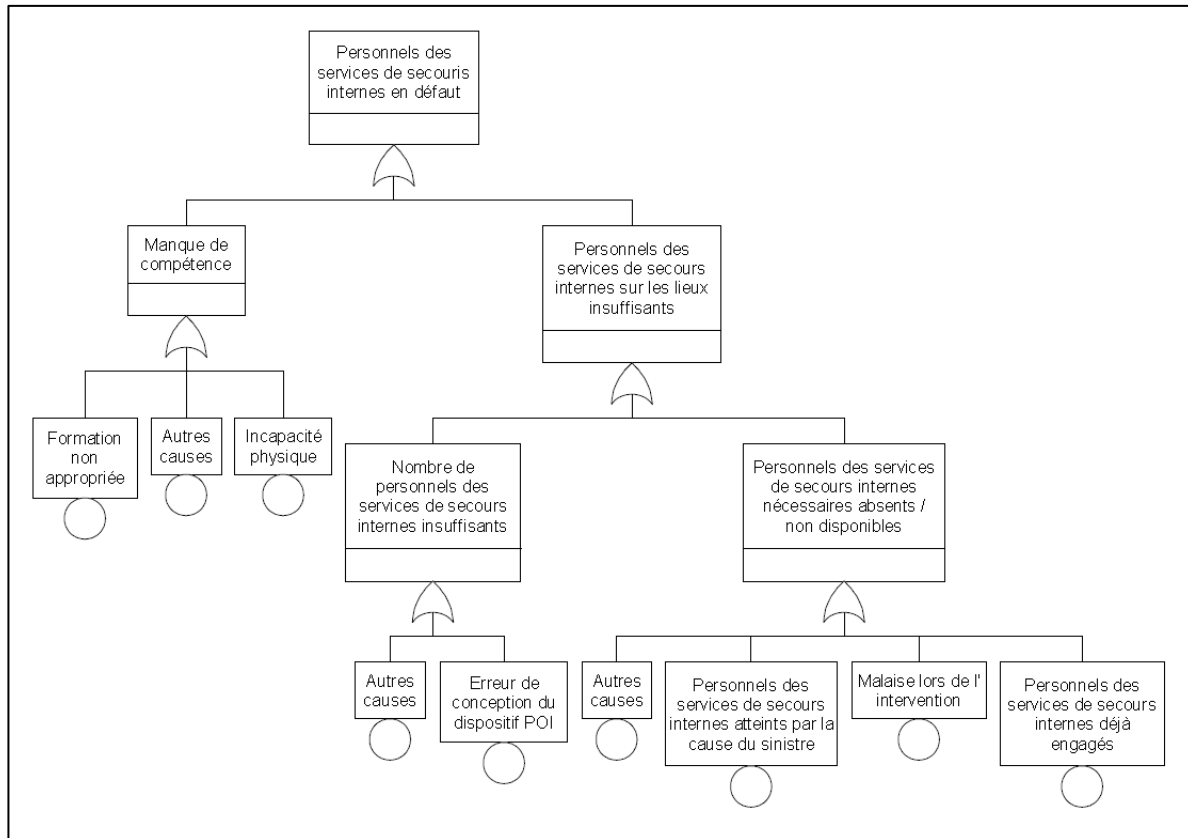 Personnels des
services de secouris
internes en défaut
Manque de
compétence
Personnels des
services de secours
internes sur les lieux
insuffisants
Formation
non
appropriée
Autres
causes
Incapacité
physique
Nombre de
personnels des
services de secours
internes insuffisants
Personnels des services
de secours internes
nécessaires absents /
non disponibles
Autres
causes
Erreur de
conception du
dispositif POI
Autres
causes
Personnels des
services de secours
internes atteints par la
cause du sinistre
Malaise lors de l'
intervention
Personnels des
services de secours
internes déjà
engagés